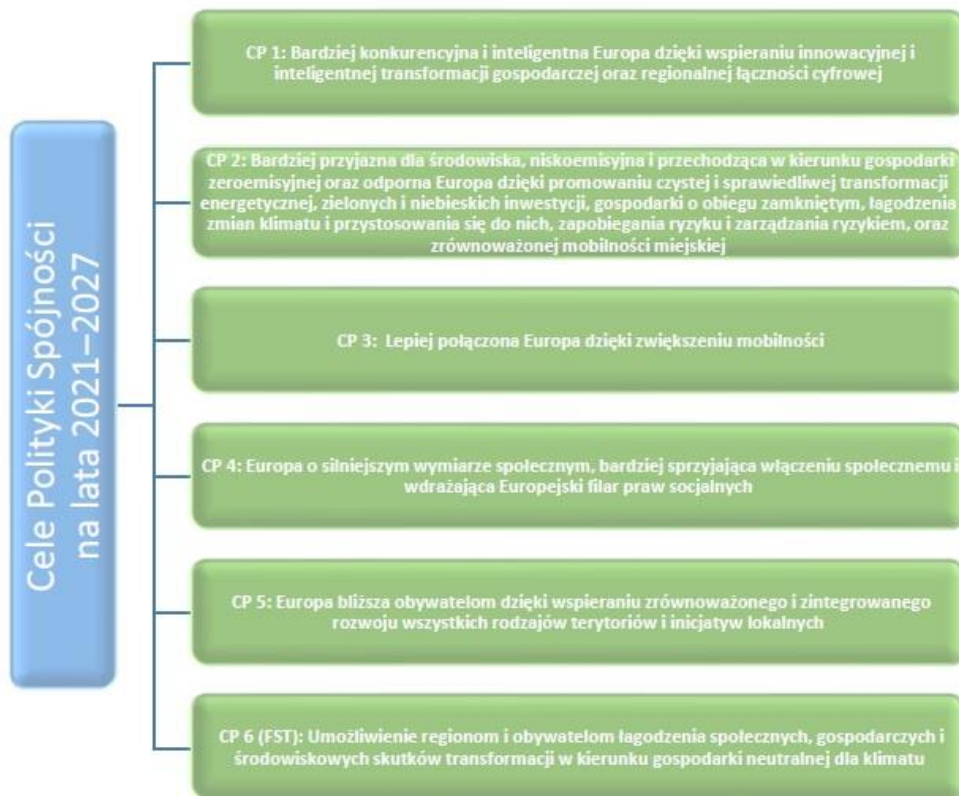 Cele Polityki Spójności
na lata 2021–2027
CP 1: Bardziej konkurencyjna i inteligentna Europa dzięki wspieraniu innowacyjnej i
inteligentnej transformacji gospodarczej oraz regionalnej łączności cyfrowej
CP 2: Bardziej przyjazna dla środowiska, niskoemisyjna i przechodząca w kierunku gospodarki
zeroemisyjnej oraz odporna Europa dzięki promowaniu czystej i sprawiedliwej transformacji
energetycznej, zielonych i niebieskich inwestycji, gospodarki o obiegu zamkniętym, łagodzenia
zmian klimatu i przystosowania się do nich, zapobiegania ryzyku i zarządzania ryzykiem, oraz
zrównoważonej mobilności miejskiej
CP 3: Lepiej połączona Europa dzięki zwiększeniu mobilności
CP 4: Europa o silniejszym wymiarze społecznym, bardziej sprzyjająca włączeniu społecznemu i
wdrażająca Europejski filar praw socjalnych
CP 5: Europa bliższa obywatelom dzięki wspieraniu zrównoważonego i zintegrowanego
rozwoju wszystkich rodzajów terytoriów i inicjatyw lokalnych
CP 6 (FST): Umożliwienie regionom i obywatelom łagodzenia społecznych, gospodarczych i
środowiskowych skutków transformacji w kierunku gospodarki neutralnej dla klimatu